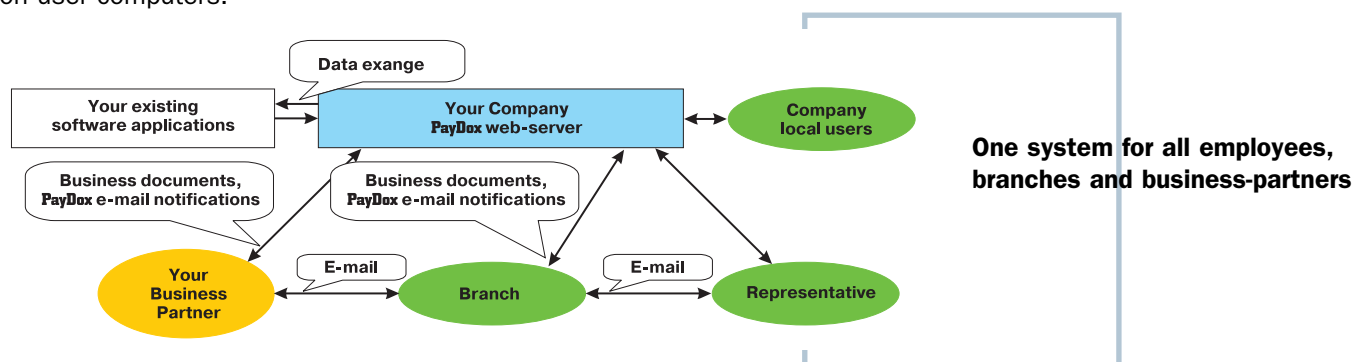 on user computers.
Data exange
Your existing
software applications
Your Company
PayDox web-server
Company
local users
One system for all employees,
branches and business-partners
Business documents,
PayDox e-mail notifications
Business documents,
PayDox e-mail notifications
E-mail
E-mail
Your
Business
Partner
Branch
Representative